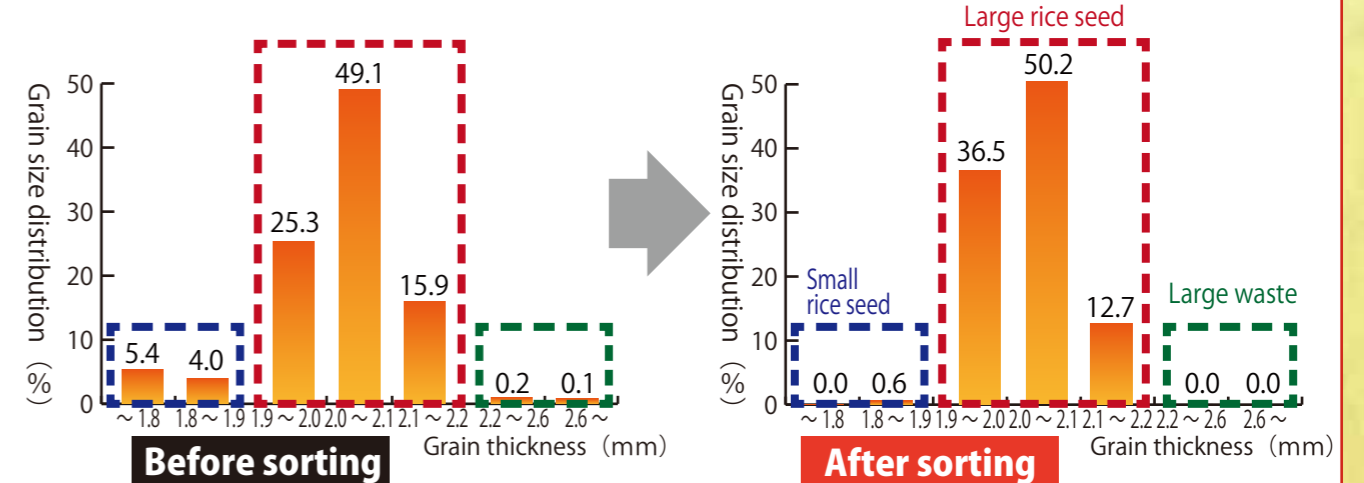 Grain size distribution (%)
50
40
30
20
10
0
5.4
4.0
25.3
49.1
15.9
0.2
0.1
~ 1.8
1.8 ~ 1.9
1.9 ~ 2.0
2.0 ~ 2.1
2.1 ~ 2.2
2.2 ~ 2.6
2.6 ~
Grain thickness (mm)
Before sorting
Large rice seed
Grain size distribution (%)
50
40
30
20
10
0
Small
rice seed
0.0
0.6
36.5
50.2
12.7
Large waste
0.0
0.0
~ 1.8
1.8 ~ 1.9
1.9 ~ 2.0
2.0 ~ 2.1
2.1 ~ 2.2
2.2 ~ 2.6
2.6 ~
Grain thickness (mm)
After sorting